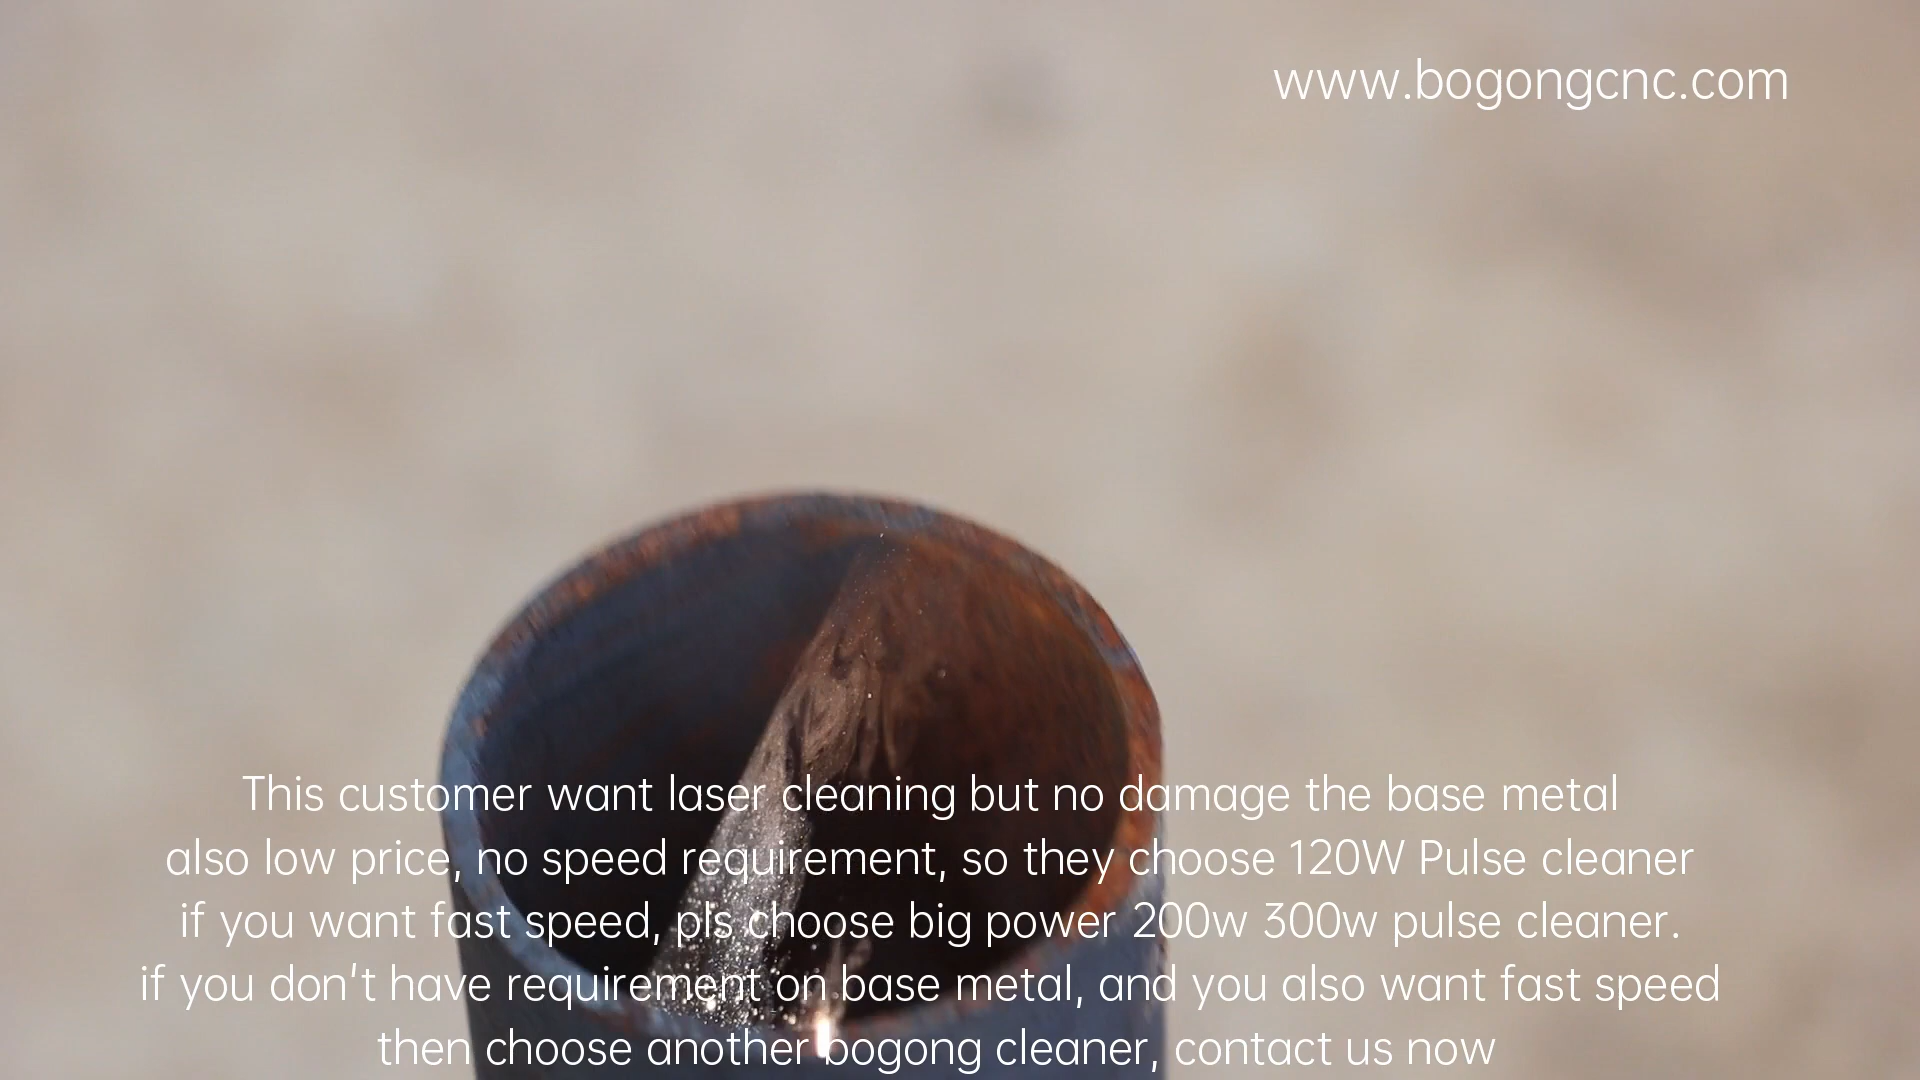 www.bogongcnc.com
This customer want laser cleaning but no damage the base metal
also low price, no speed requirement, so they choose 120W Pulse cleaner
if you want fast speed, pls choose big power 200w 300w pulse cleaner.
if you don't have requirement on base metal, and you also want fast speed
then choose another bogong cleaner, contact us now